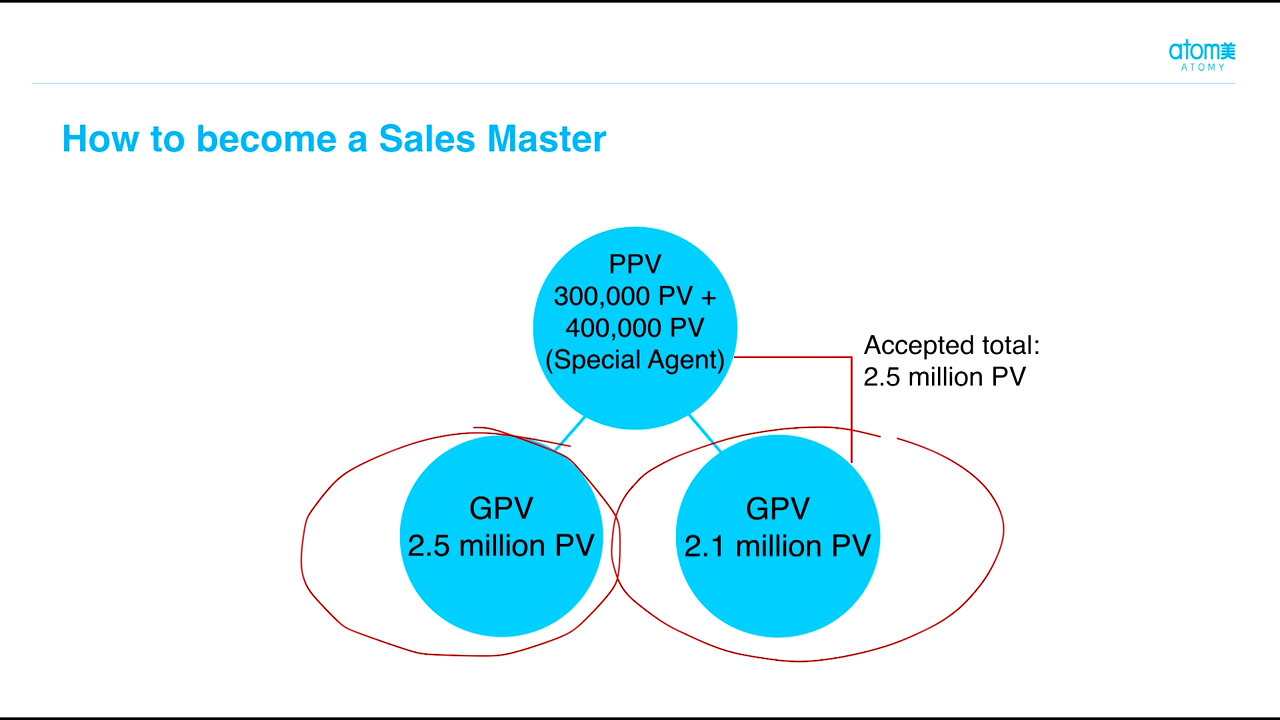 atom美
ATOMY
How to become a Sales Master
PPV
300,000 PV +
400,000 PV
(Special Agent)
Accepted total:
2.5 million PV
GPV
2.5 million PV
GPV
2.1 million PV